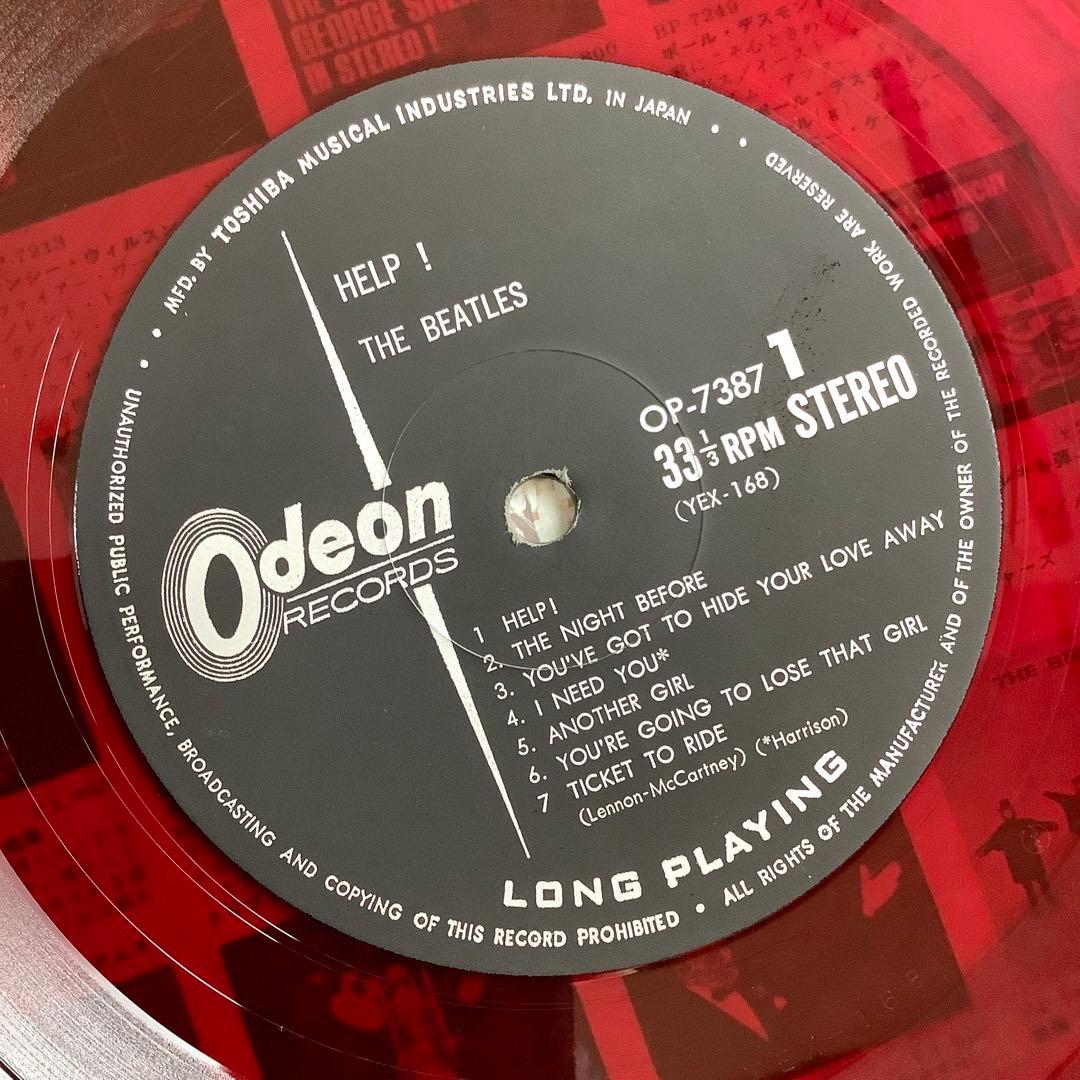 MFD. BY TOSHIBA MUSICAL INDUSTRIES LTD. IN JAPAN
HELP !
THE BEATLES
OP-7387 1
33 1/3 RPM STEREO
(YEX-168)
Odeon
RECORDS
1 HELP!
2. THE NIGHT BEFORE
3. YOU'VE GOT TO HIDE YOUR LOVE AWAY
4. I NEED YOU*
5. ANOTHER GIRL
6. YOU'RE GOING TO LOSE THAT GIRL
7 TICKET TO RIDE
(Lennon-McCartney) (*Harrison)
LONG PLAYING
UNAUTHORIZED PUBLIC PERFORMANCE, BROADCASTING AND COPYING OF THIS RECORD PROHIBITED • ALL RIGHTS OF THE MANUFACTURER AND OF THE OWNER OF THE RECORDED WORK ARE RESERVED
GEORGE
IN STEREO !
BP-7240
7213